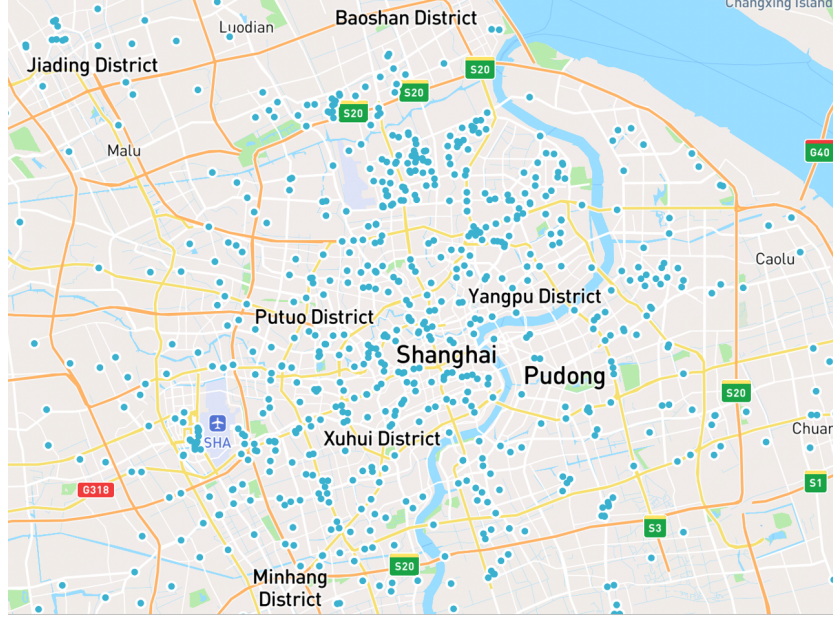 Changxing Island
Baoshan District
Luodian
Jiading District
S20
S20
S20
Malu
G40
Caolu
Yangpu District
Putuo District
Shanghai
Pudong
S20
SHA
Xuhui District
Chuan
G318
S1
S3
S20
Minhang
District